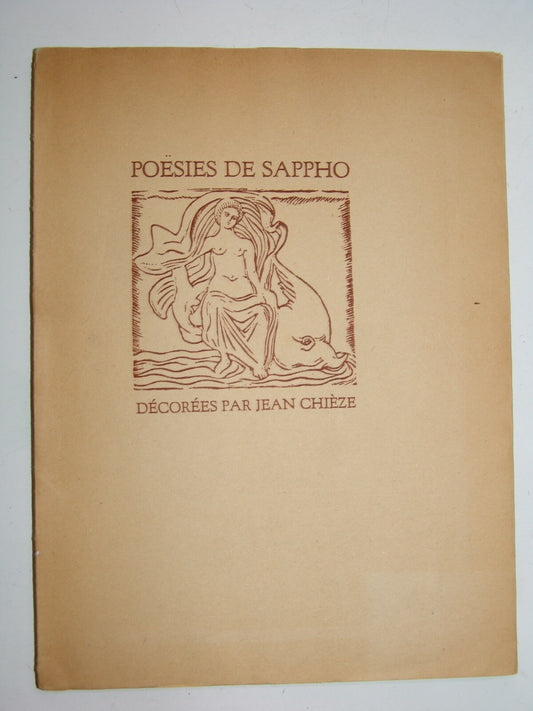 POËSIES DE SAPPHO
DÉCORÉES PAR JEAN CHIÈZE